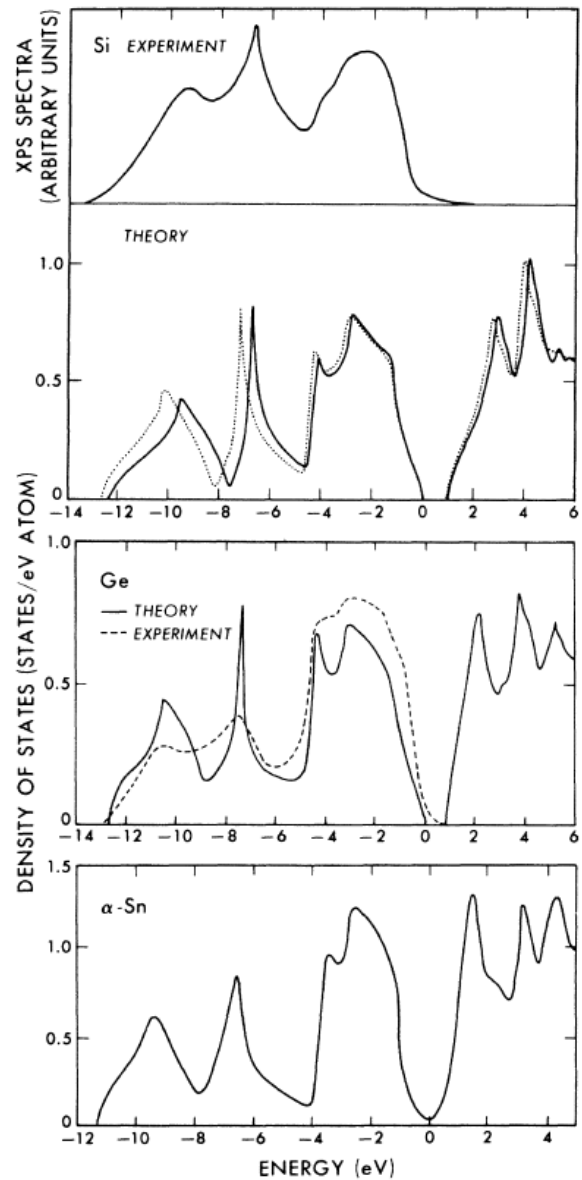 XPS SPECTRA
(ARBITRARY UNITS)
Si EXPERIMENT
THEORY
1.0
0.5
0
−14 −12 −10 −8 −6 −4 −2 0 2 4 6
DENSITY OF STATES (STATES/eV ATOM)
1.0
Ge
THEORY
EXPERIMENT
0.5
0
−14 −12 −10 −8 −6 −4 −2 0 2 4 6
1.5
α-Sn
1.0
0.5
0
−12 −10 −8 −6 −4 −2 0 2 4
ENERGY (eV)